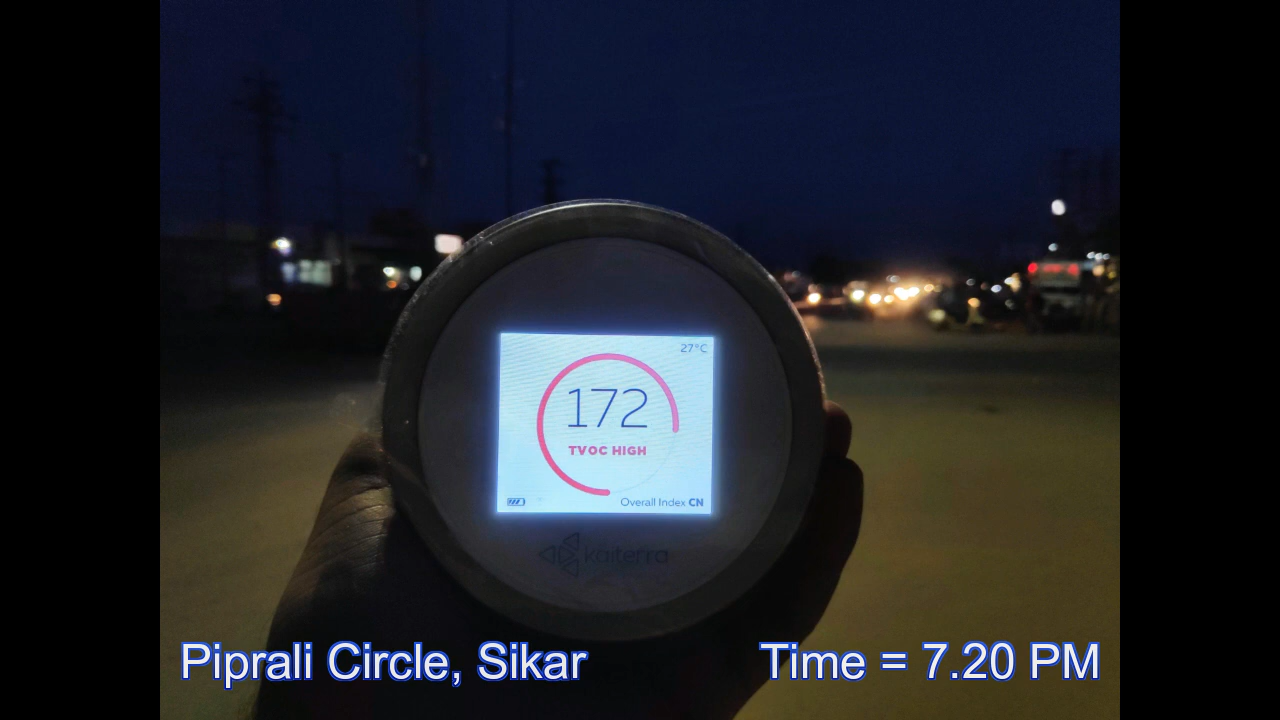 27°C
172
TVOC HIGH
Overall Index CN
kaiterra
Piprali Circle, Sikar
Time = 7.20 PM